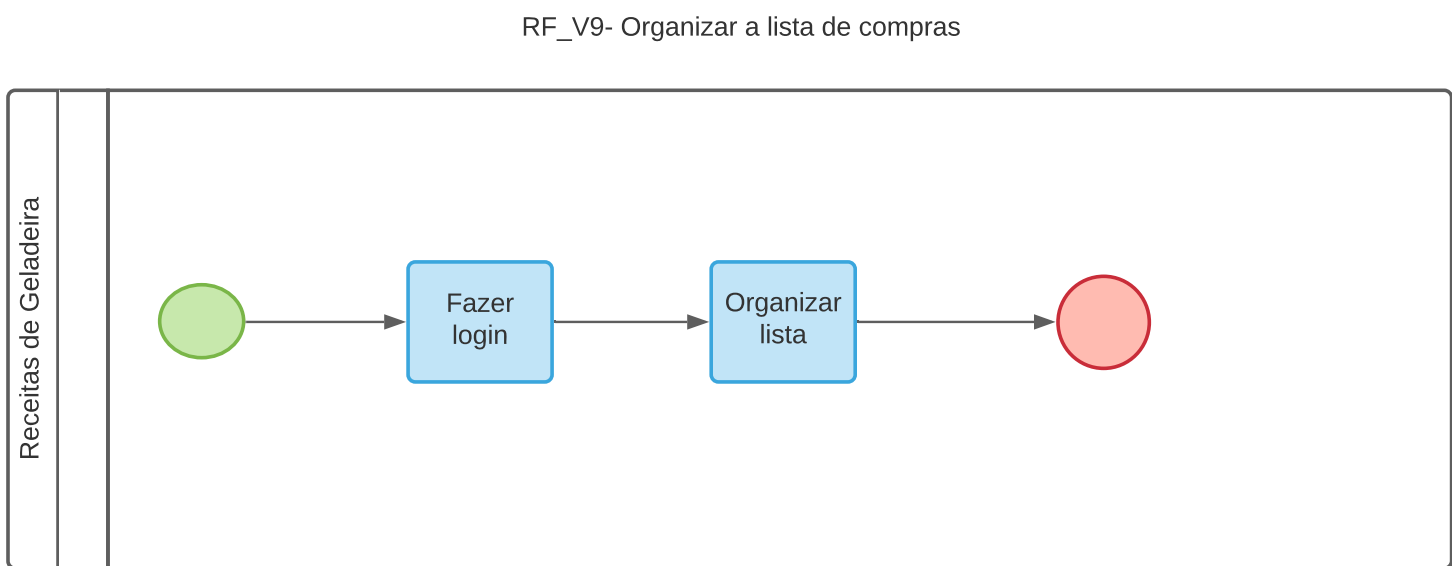 RF_V9- Organizar a lista de compras
Receitas de Geladeira
Fazer
login
Organizar
lista